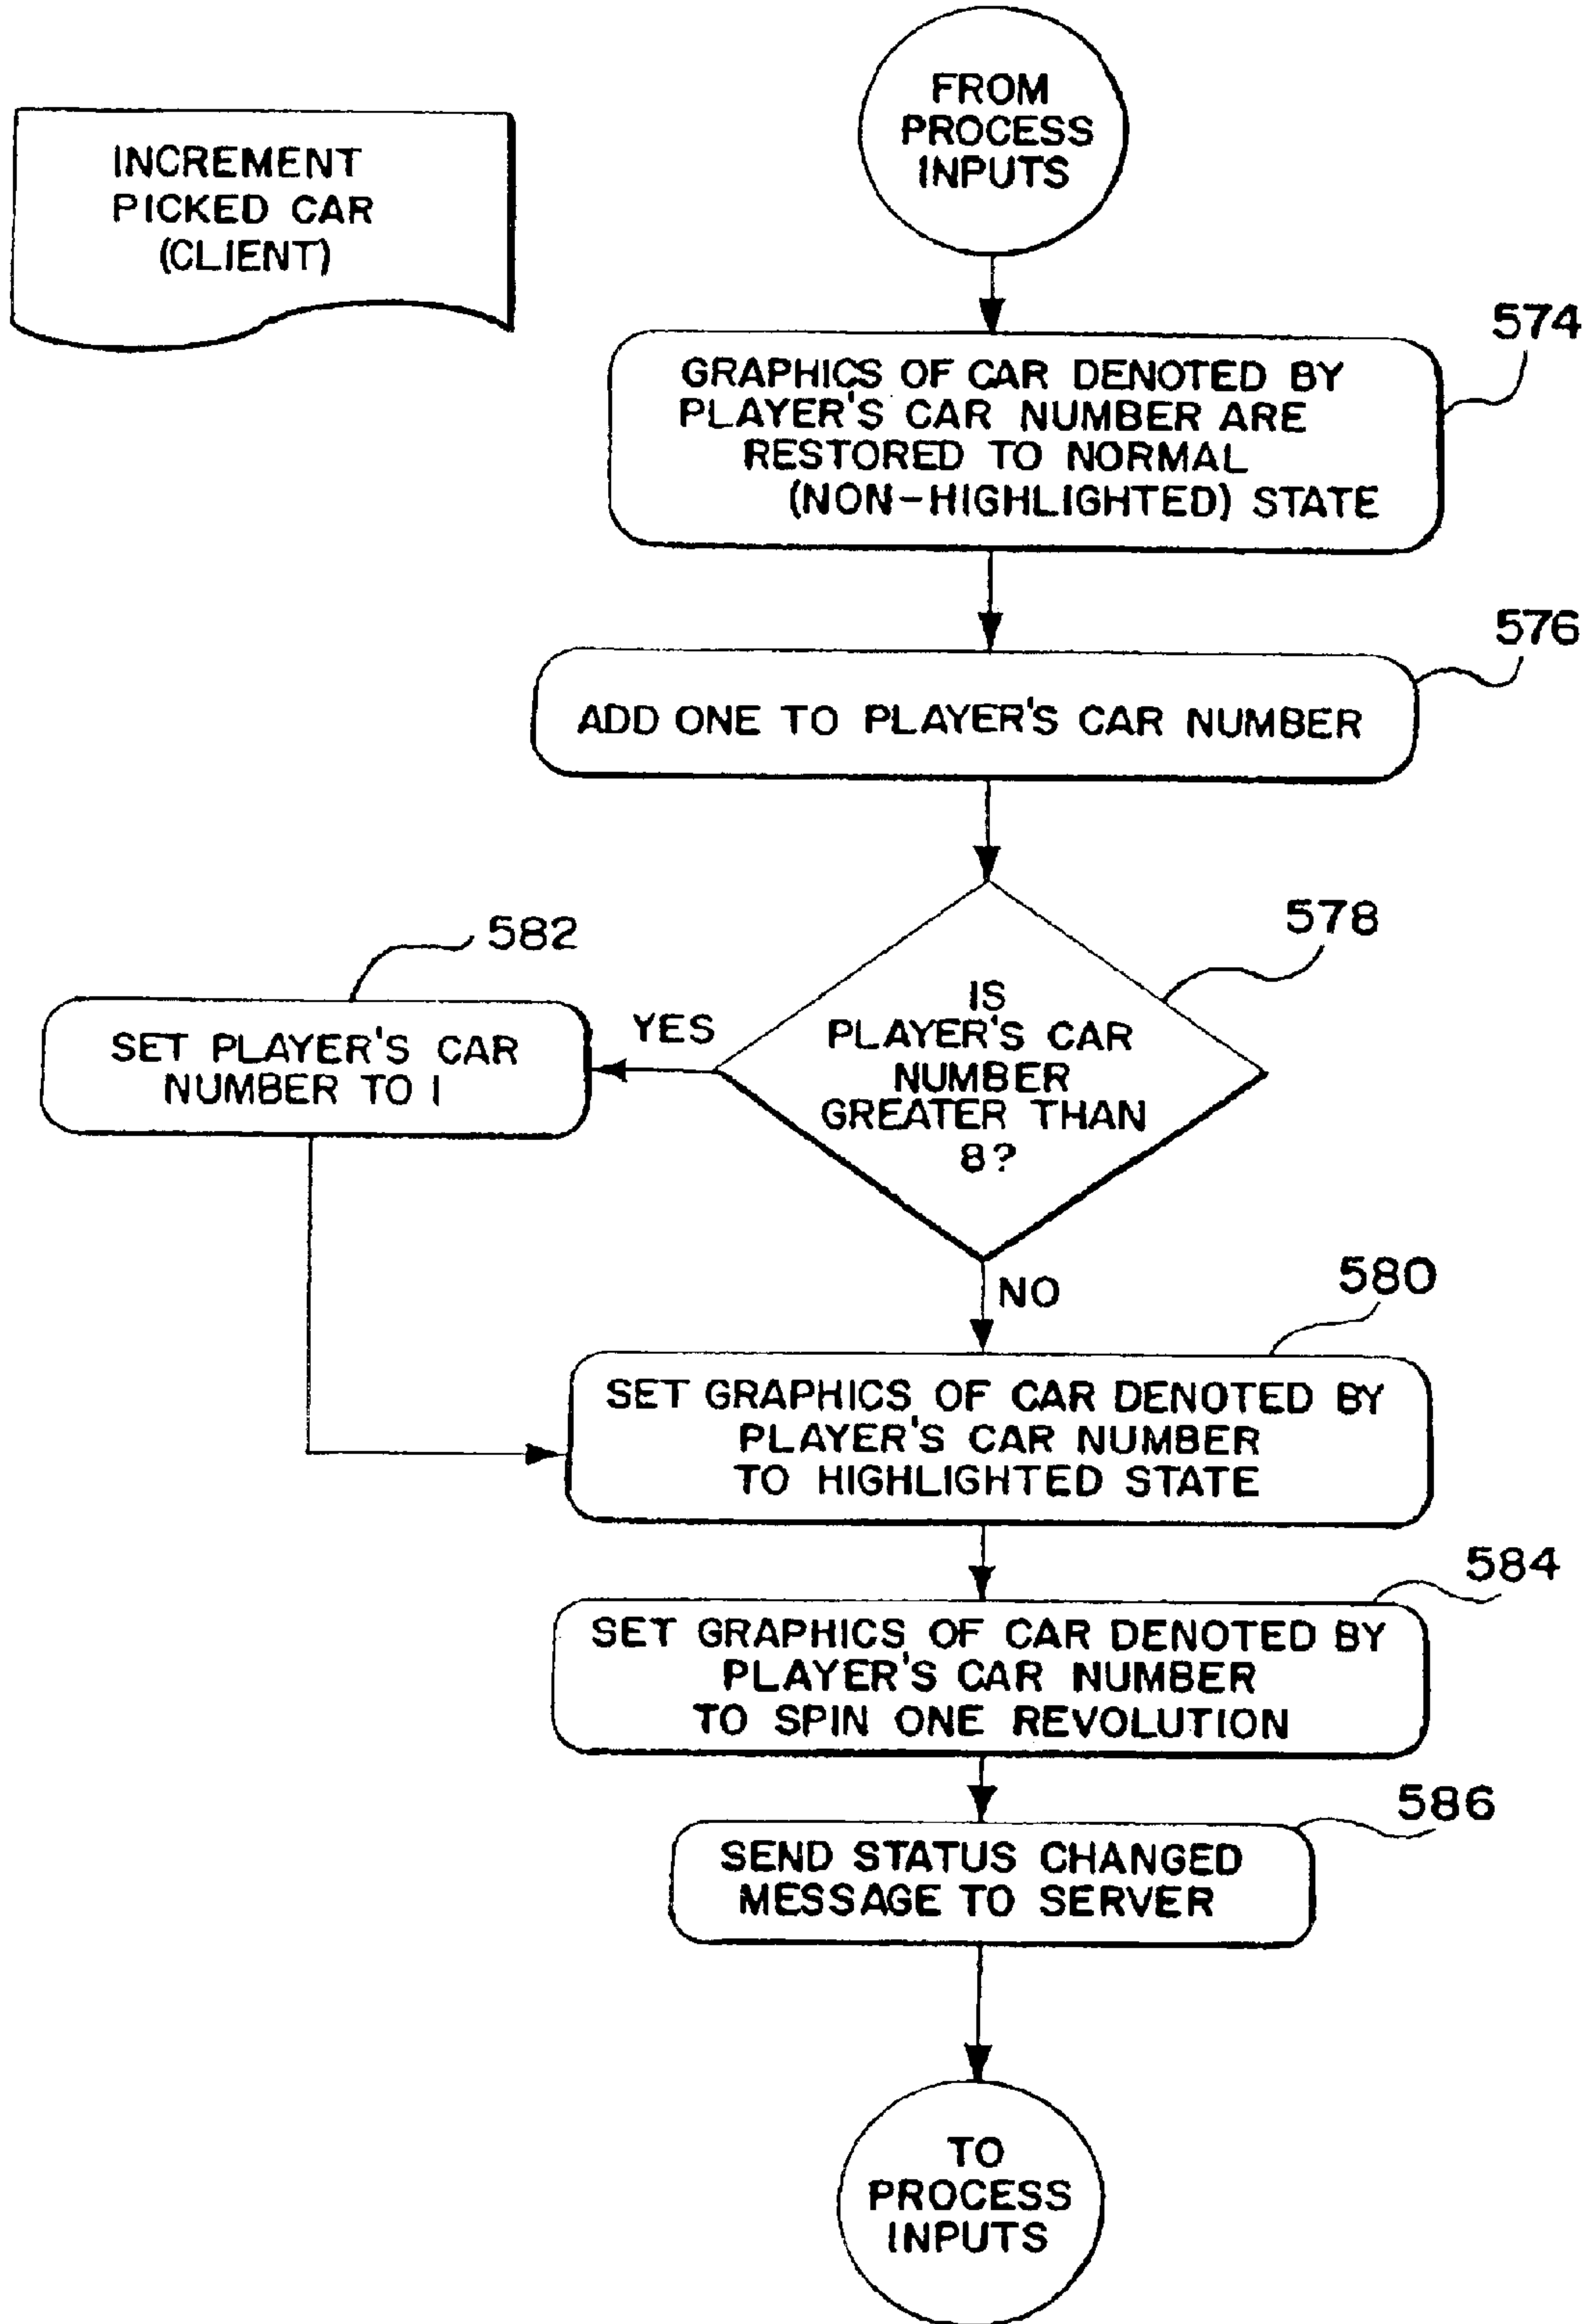 INCREMENT
PICKED CAR
(CLIENT)
FROM
PROCESS
INPUTS
574
GRAPHICS OF CAR DENOTED BY
PLAYER'S CAR NUMBER ARE
RESTORED TO NORMAL
(NON-HIGHLIGHTED) STATE
576
ADD ONE TO PLAYER'S CAR NUMBER
578
IS
PLAYER'S CAR
NUMBER
GREATER THAN
8?
YES
582
SET PLAYER'S CAR
NUMBER TO 1
NO
580
SET GRAPHICS OF CAR DENOTED BY
PLAYER'S CAR NUMBER
TO HIGHLIGHTED STATE
584
SET GRAPHICS OF CAR DENOTED BY
PLAYER'S CAR NUMBER
TO SPIN ONE REVOLUTION
586
SEND STATUS CHANGED
MESSAGE TO SERVER
TO
PROCESS
INPUTS